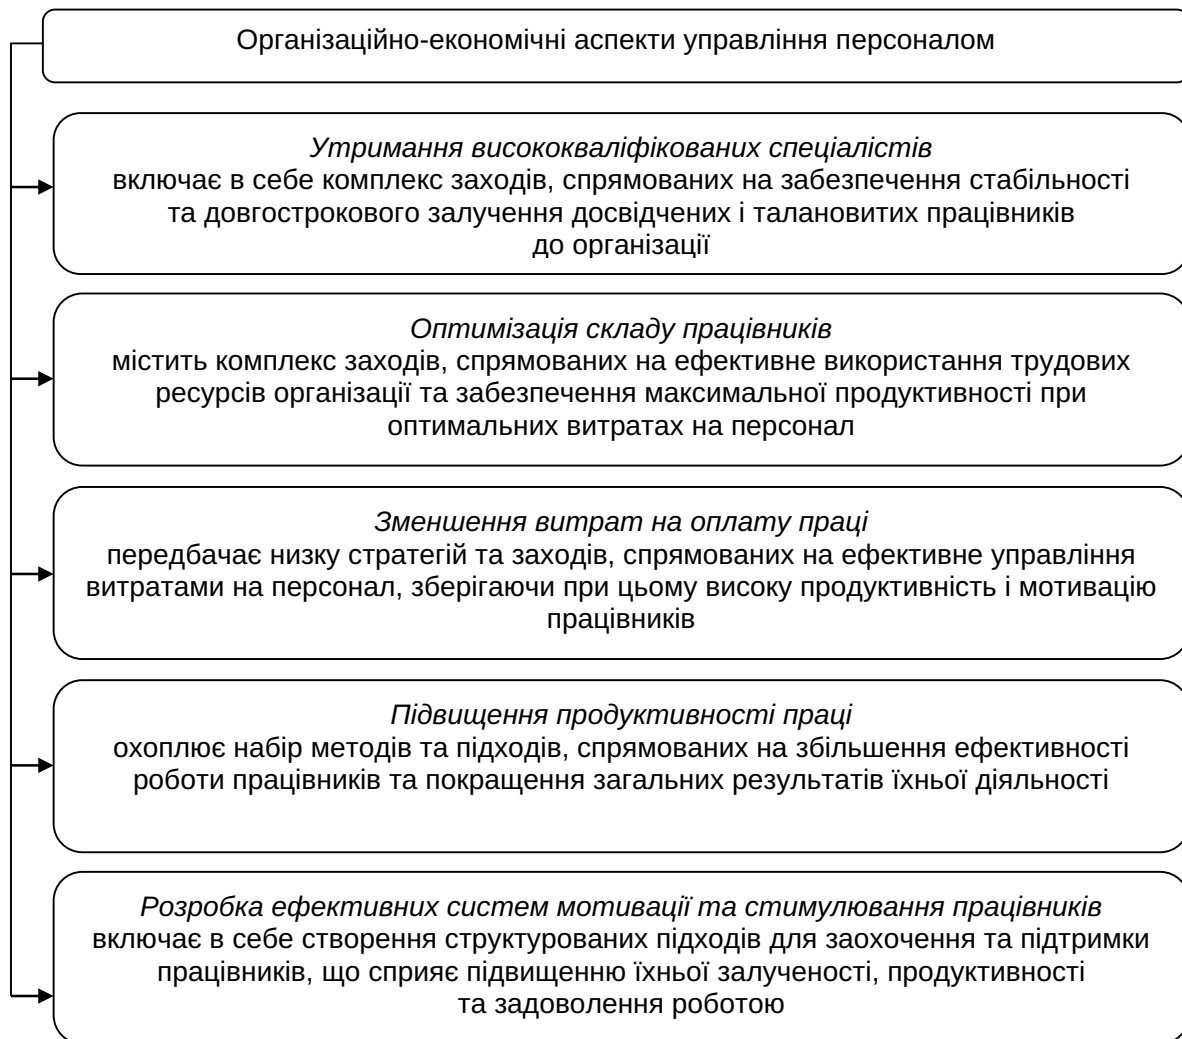 Організаційно-економічні аспекти управління персоналом
Утримання висококваліфікованих спеціалістів
включає в себе комплекс заходів, спрямованих на забезпечення стабільності
та довгострокового залучення досвідчених і талановитих працівників
до організації
Оптимізація складу працівників
містить комплекс заходів, спрямованих на ефективне використання трудових
ресурсів організації та забезпечення максимальної продуктивності при
оптимальних витратах на персонал
Зменшення витрат на оплату праці
передбачає низку стратегій та заходів, спрямованих на ефективне управління
витратами на персонал, зберігаючи при цьому високу продуктивність і мотивацію
працівників
Підвищення продуктивності праці
охоплює набір методів та підходів, спрямованих на збільшення ефективності
роботи працівників та покращення загальних результатів їхньої діяльності
Розробка ефективних систем мотивації та стимулювання працівників
включає в себе створення структурованих підходів для заохочення та підтримки
працівників, що сприяє підвищенню їхньої залученості, продуктивності
та задоволення роботою